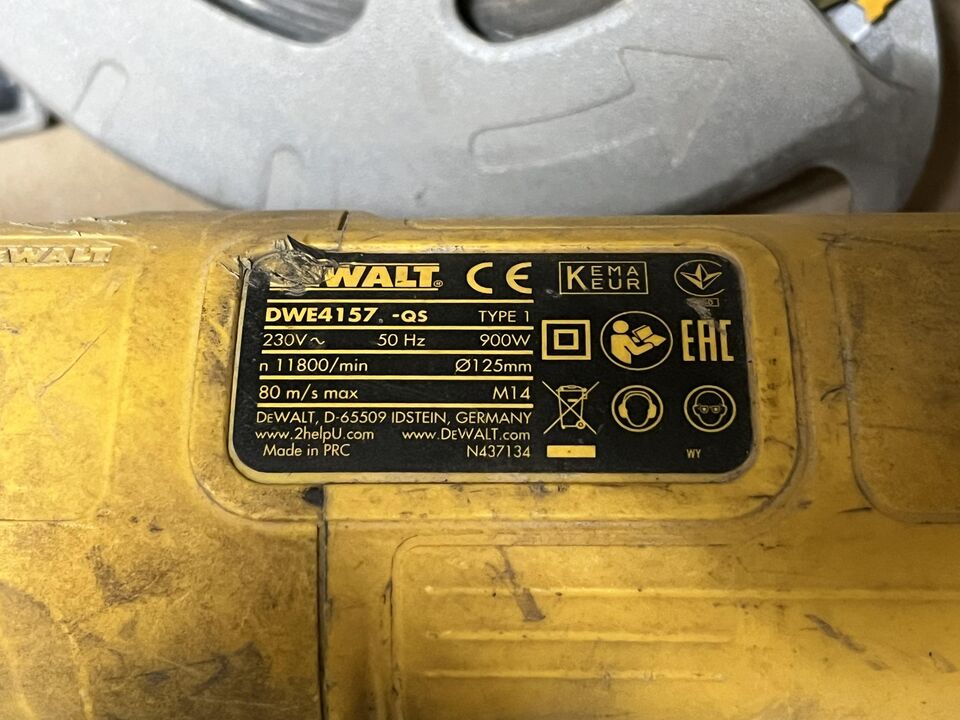 DEWALT
WALT
CE
KEMA
KEUR
DWE4157 -QS TYPE 1
230V~ 50 Hz 900W
n 11800/min Ø125mm
80 m/s max M14
EAC
DEWALT, D-65509 IDSTEIN, GERMANY
www.2helpU.com www.DEWALT.com
Made in PRC N437134
WY